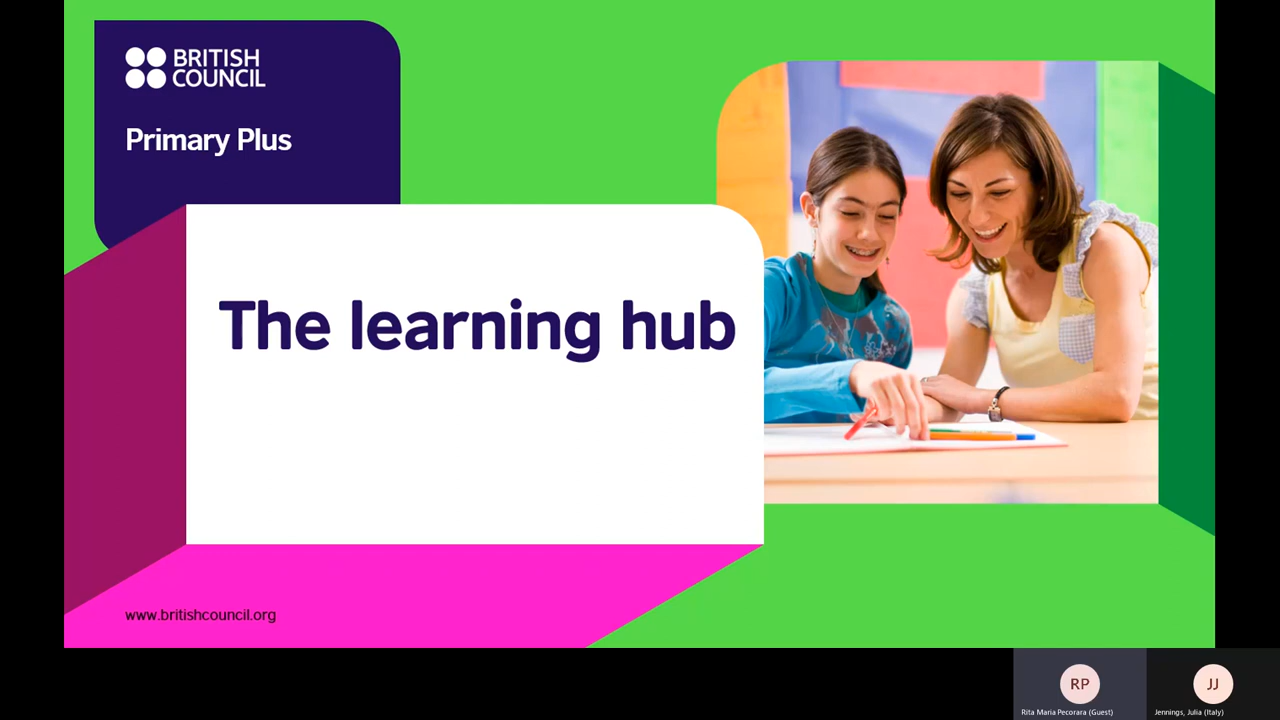 BRITISH
COUNCIL
Primary Plus
The learning hub
www.britishcouncil.org
RP
JJ
Rita Maria Pecorara (Guest)
Jennings, Julia (Italy)